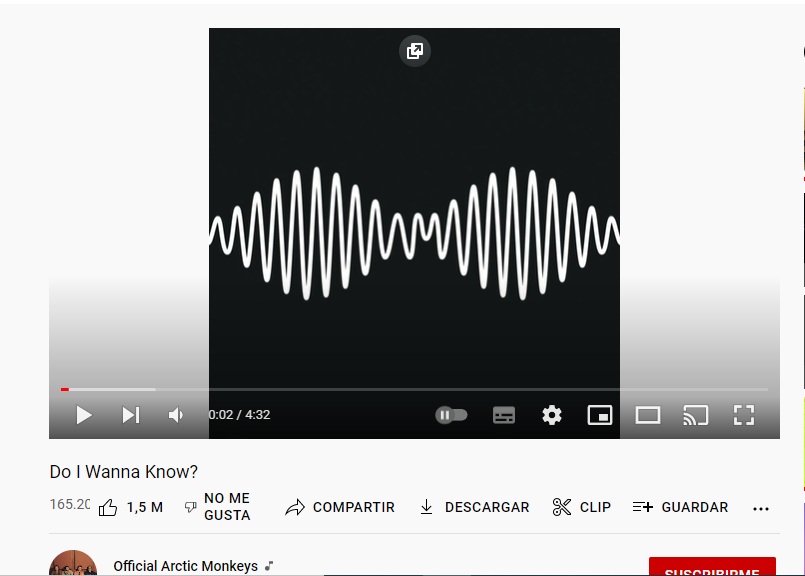 0:02 / 4:32
Do I Wanna Know?
165.20
1,5 M
NO ME
GUSTA
COMPARTIR
DESCARGAR
CLIP
GUARDAR
Official Arctic Monkeys
SUSCRIBIRME